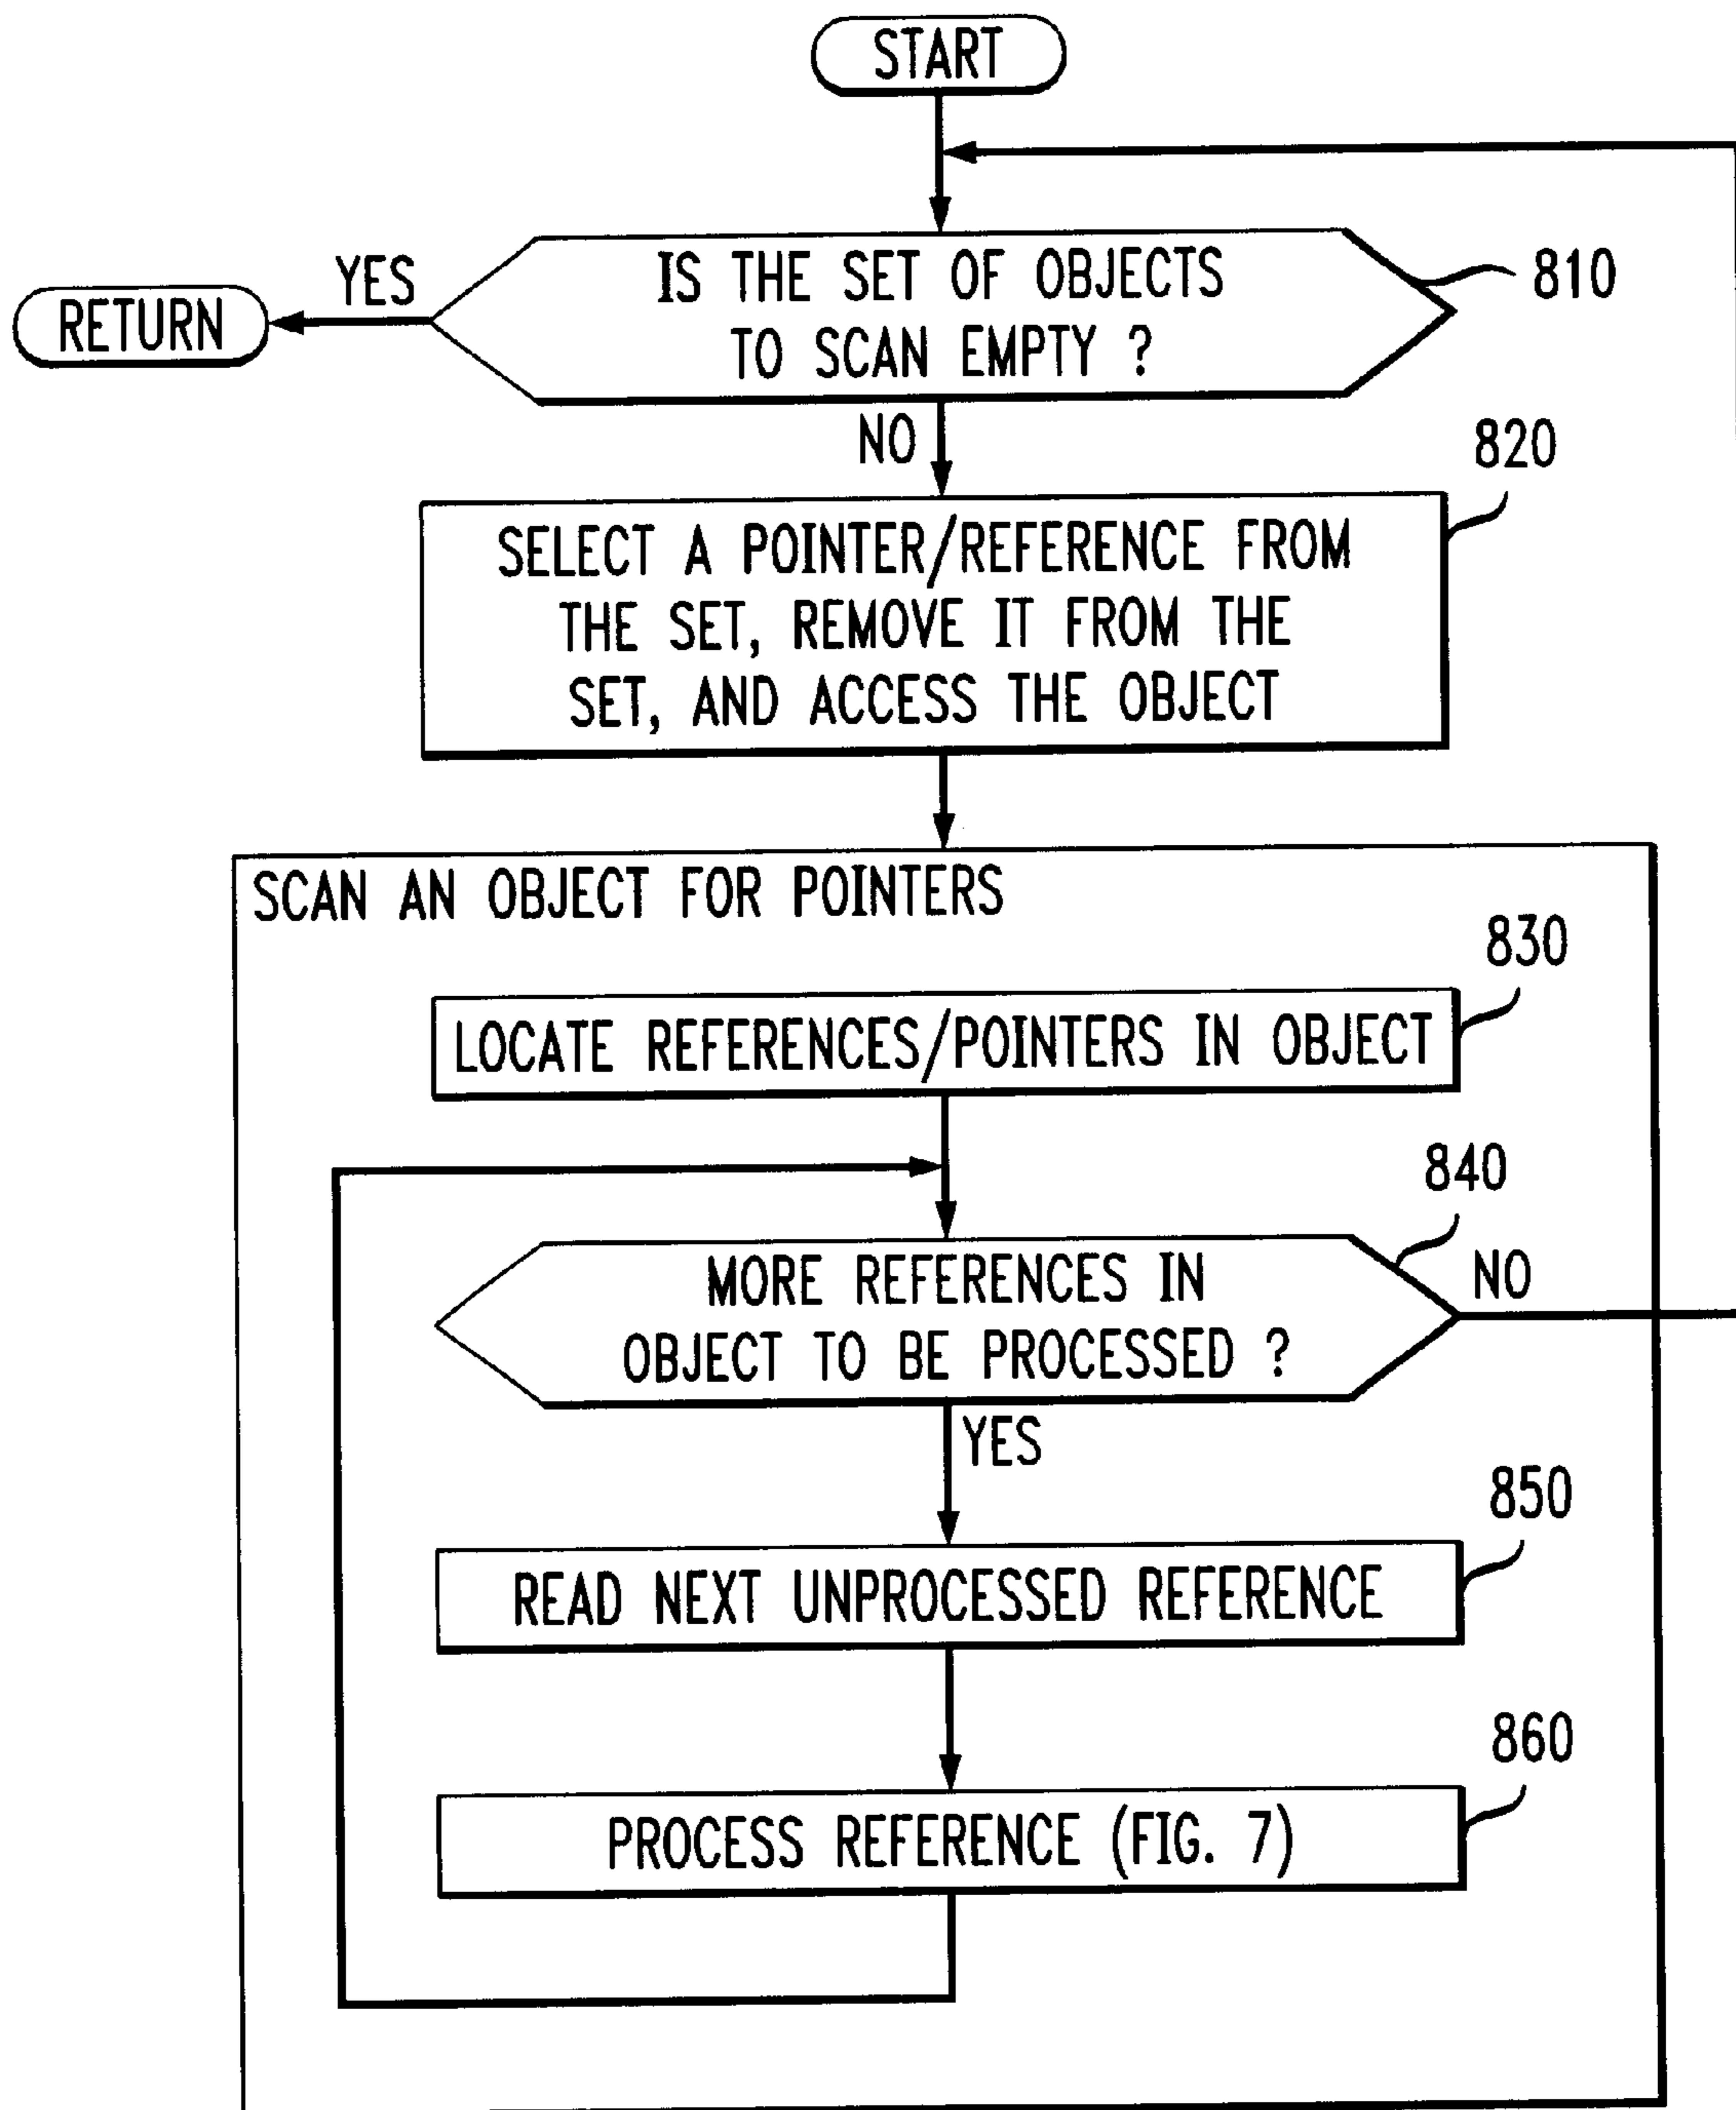 START
IS THE SET OF OBJECTS
TO SCAN EMPTY ?
810
YES
RETURN
NO
820
SELECT A POINTER/REFERENCE FROM
THE SET, REMOVE IT FROM THE
SET, AND ACCESS THE OBJECT
SCAN AN OBJECT FOR POINTERS
830
LOCATE REFERENCES/POINTERS IN OBJECT
840
MORE REFERENCES IN
OBJECT TO BE PROCESSED ?
NO
YES
850
READ NEXT UNPROCESSED REFERENCE
860
PROCESS REFERENCE (FIG. 7)